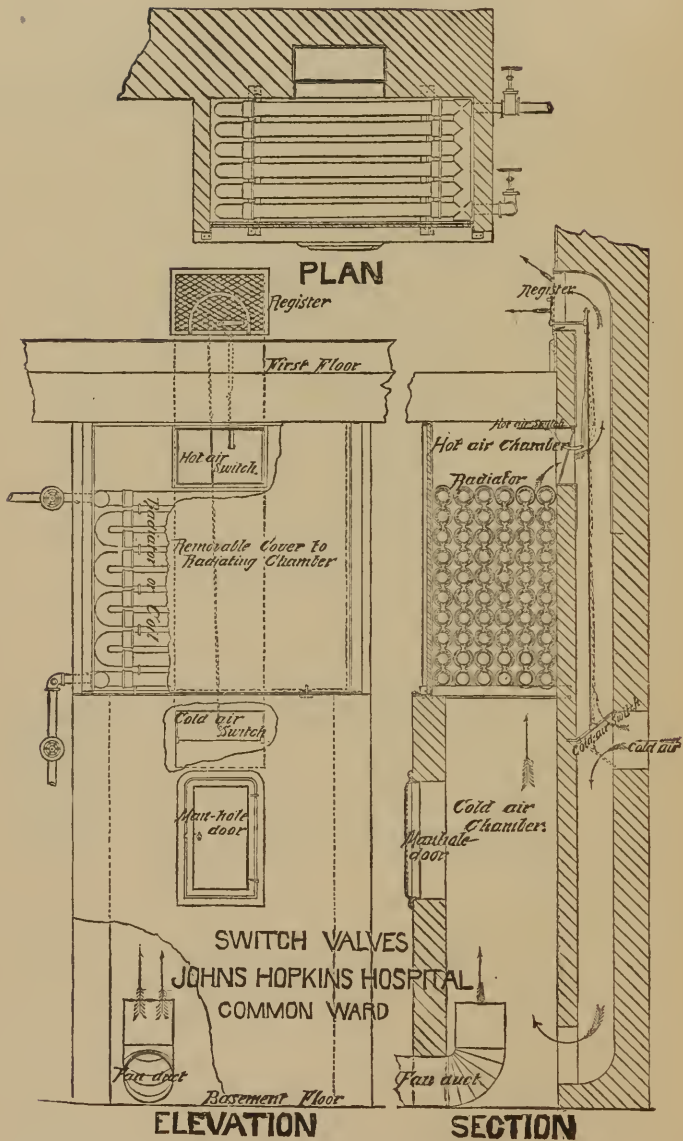 PLAN
Register
First Floor
Hot air
Switch.
Radiator or Coil
Removable Cover to
Radiating Chamber
Cold air
Switch
Man-hole
door
SWITCH VALVES
JOHNS HOPKINS HOSPITAL
COMMON WARD
Fan duct
Basement Floor
ELEVATION
Register
Hot air Switch
Hot air Chamber
Radiator
Cold-air Switch
Cold air
Cold air
Chamber.
Manhole
door
Fan duct
SECTION